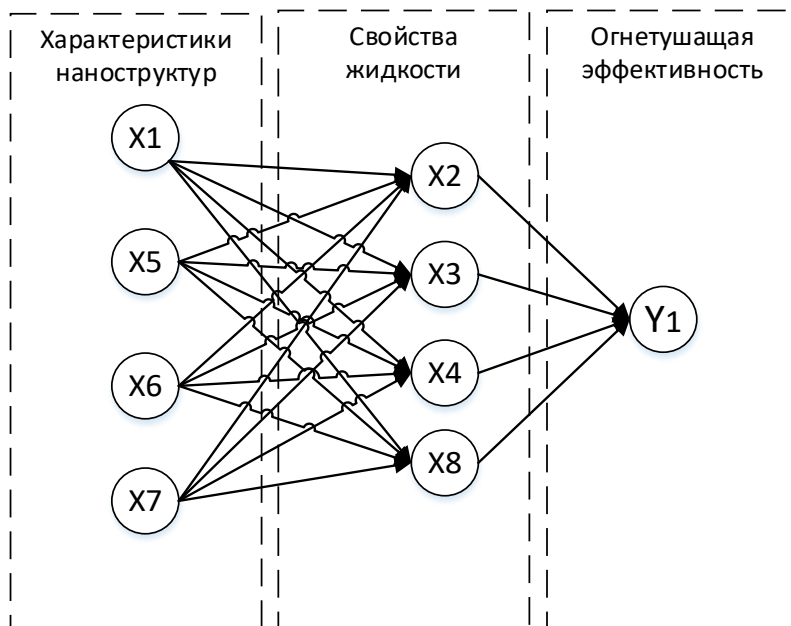 Характеристики
наноструктур
Свойства
жидкости
Огнетушащая
эффективность
X1
X5
X6
X7
X2
X3
X4
X8
Y1